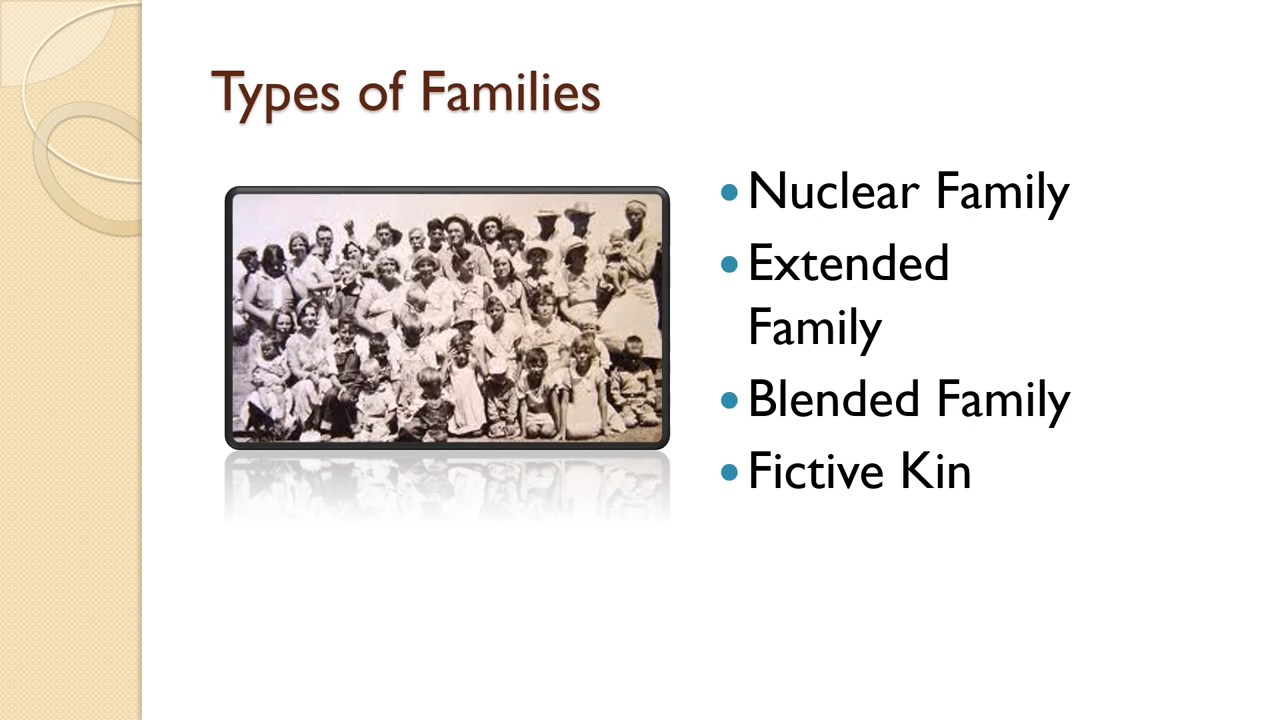 Types of Families
• Nuclear Family
• Extended
Family
• Blended Family
• Fictive Kin